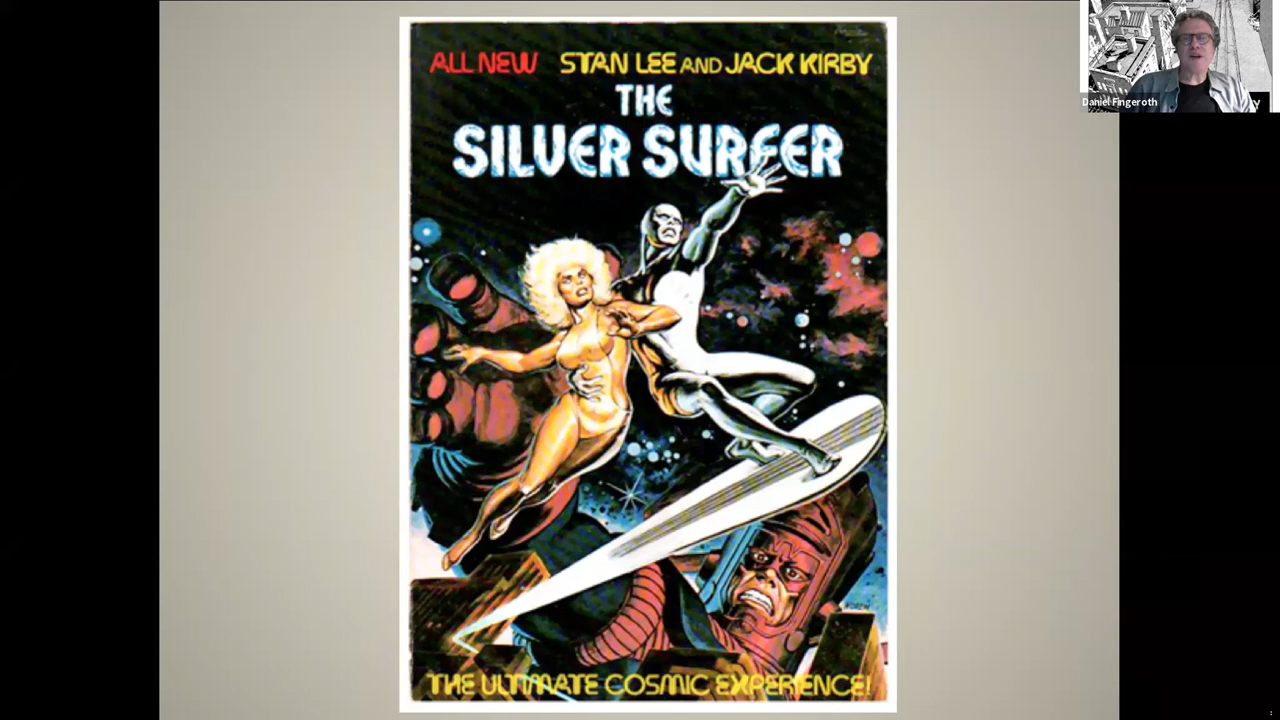 ALL NEW STAN LEE AND JACK KIRBY
THE
SILVER SURFER
THE ULTIMATE COSMIC EXPERIENCE!
Daniel Fingeroth